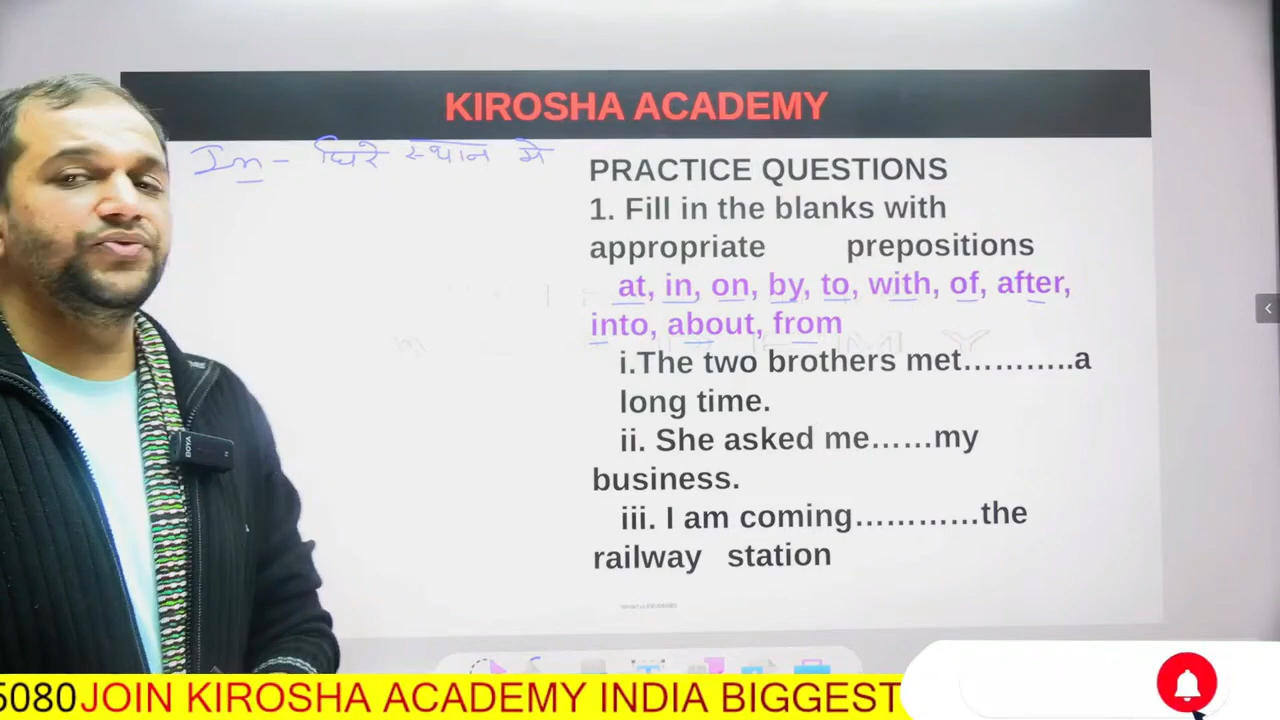 KIROSHA ACADEMY
In - घिरे स्थान मे
PRACTICE QUESTIONS
1. Fill in the blanks with
appropriate prepositions
at, in, on, by, to, with, of, after,
into, about, from
i.The two brothers met………..a
long time.
ii. She asked me……my
business.
iii. I am coming…………the
railway station
BOYA
5080JOIN KIROSHA ACADEMY INDIA BIGGEST